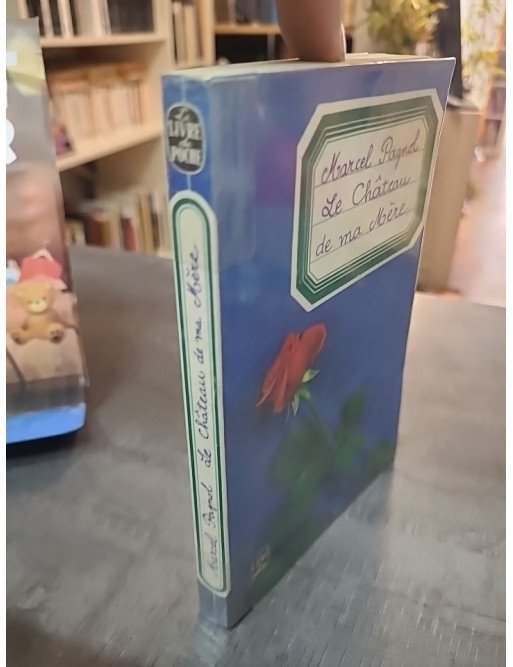 LE
LIVRE
de
POCHE
Marcel Pagnol Le Château de ma Mère
Marcel Pagnol
Le Château
de ma Mère
R